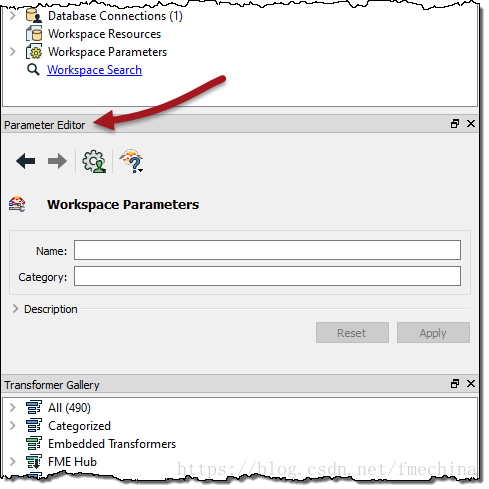 Database Connections (1)
Workspace Resources
Workspace Parameters
Workspace Search
Parameter Editor
Workspace Parameters
Name:
Category:
Description
Reset
Apply
Transformer Gallery
All (490)
Categorized
Embedded Transformers
FME Hub
https://blog.csdn.net/fmechina